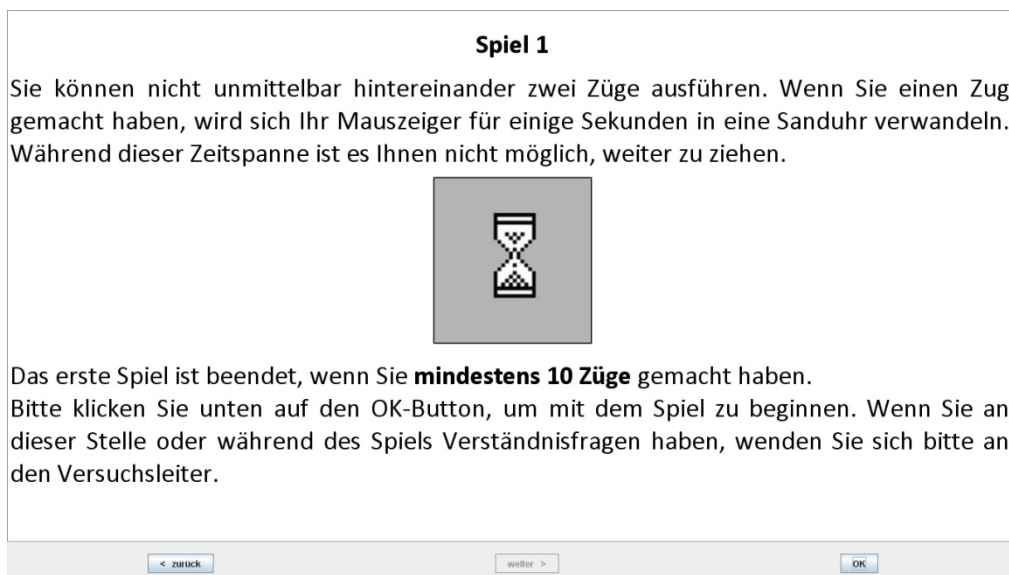 Spiel 1
Sie können nicht unmittelbar hintereinander zwei Züge ausführen. Wenn Sie einen Zug
gemacht haben, wird sich Ihr Mauszeiger für einige Sekunden in eine Sanduhr verwandeln.
Während dieser Zeitspanne ist es Ihnen nicht möglich, weiter zu ziehen.
Das erste Spiel ist beendet, wenn Sie mindestens 10 Züge gemacht haben.
Bitte klicken Sie unten auf den OK-Button, um mit dem Spiel zu beginnen. Wenn Sie an
dieser Stelle oder während des Spiels Verständnisfragen haben, wenden Sie sich bitte an
den Versuchsleiter.
< zurück weiter > OK